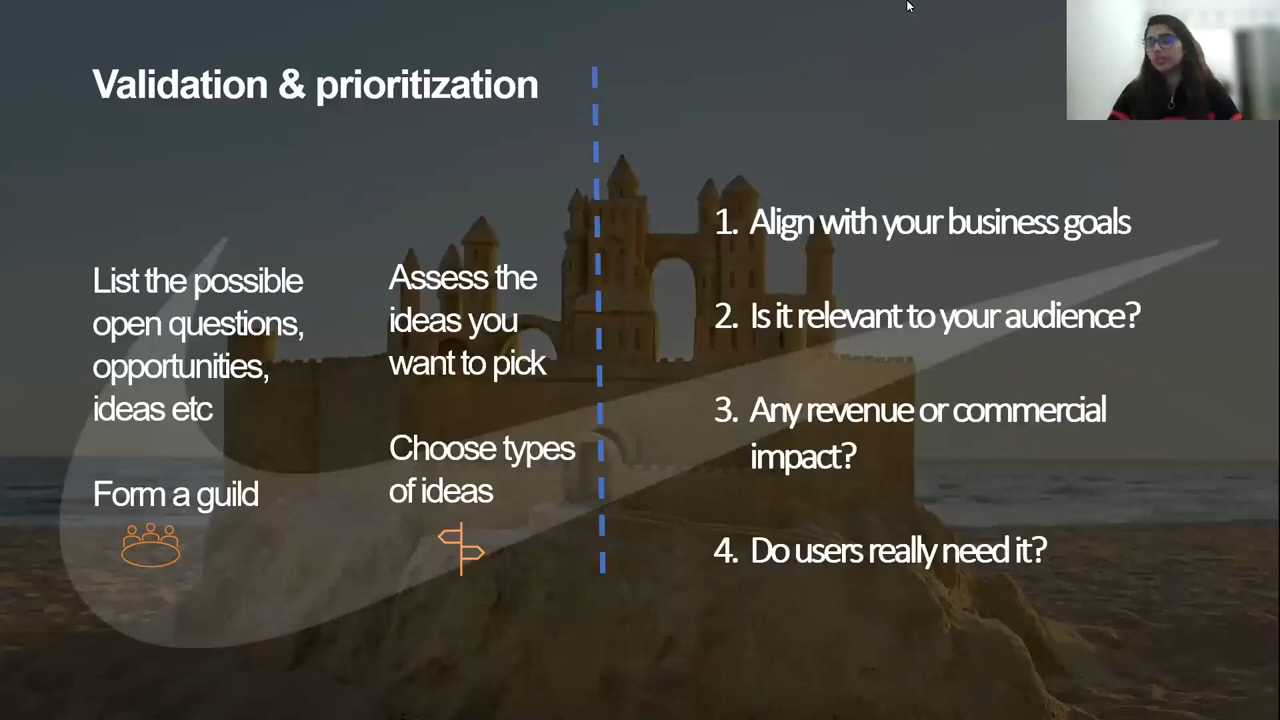 Validation & prioritization
List the possible
open questions,
opportunities,
ideas etc
Form a guild
Assess the
ideas you
want to pick
Choose types
of ideas
1. Align with your business goals
2. Is it relevant to your audience?
3. Any revenue or commercial
impact?
4. Do users really need it?